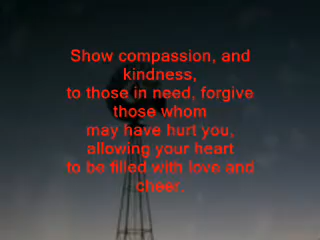 Show compassion, and
kindness,
to those in need, forgive
those whom
may have hurt you,
allowing your heart
to be filled with love and
cheer.